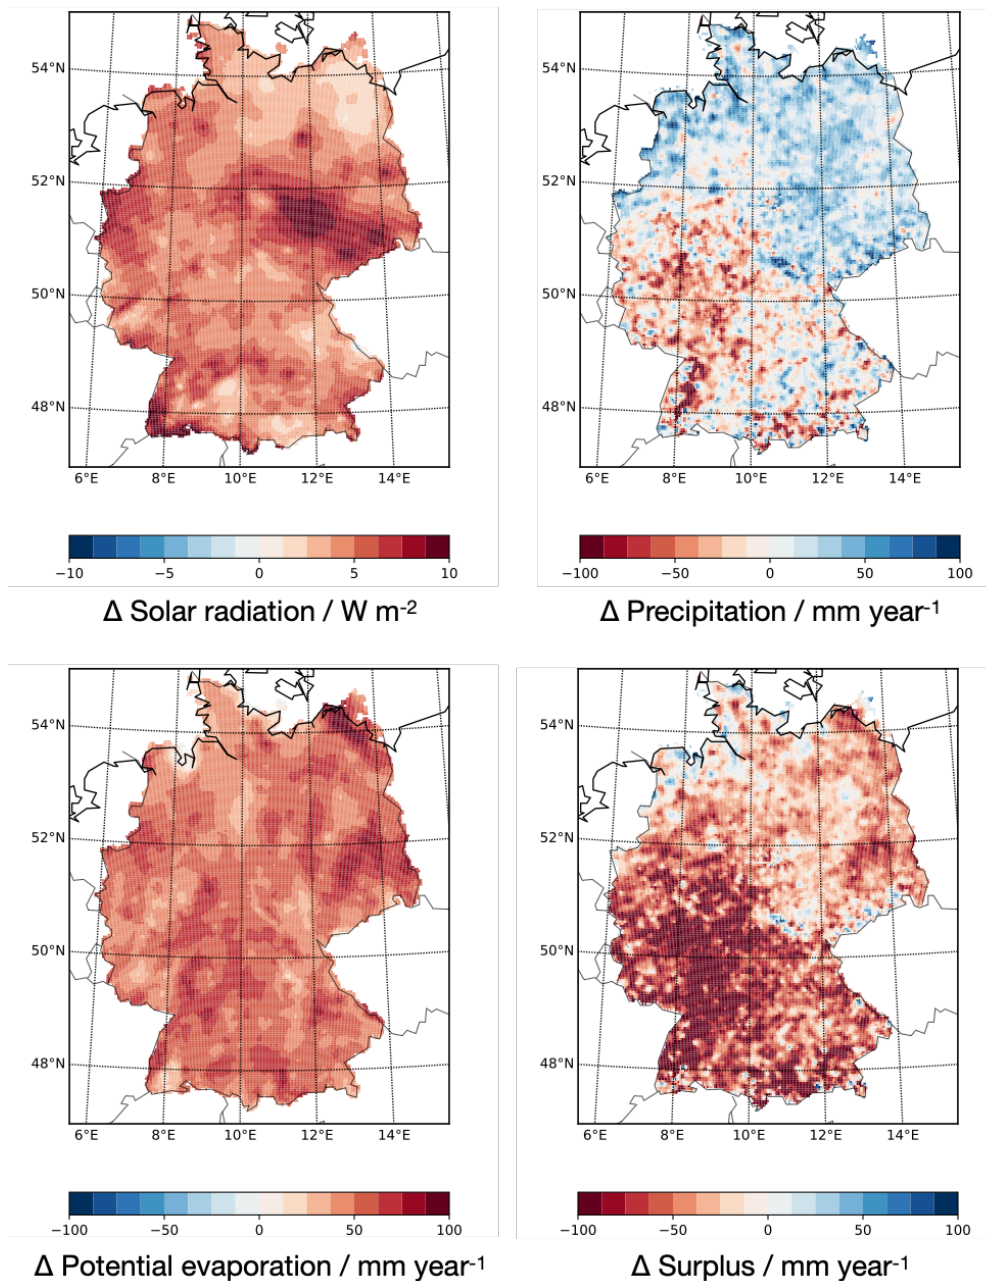 54°N
54°N
52°N
52°N
50°N
50°N
48°N
48°N
6°E 8°E 10°E 12°E 14°E
6°E 8°E 10°E 12°E 14°E
−10 −5 0 5 10
−100 −50 0 50 100
Δ Solar radiation / W m⁻²
Δ Precipitation / mm year⁻¹
54°N
54°N
52°N
52°N
50°N
50°N
48°N
48°N
6°E 8°E 10°E 12°E 14°E
6°E 8°E 10°E 12°E 14°E
−100 −50 0 50 100
−100 −50 0 50 100
Δ Potential evaporation / mm year⁻¹
Δ Surplus / mm year⁻¹